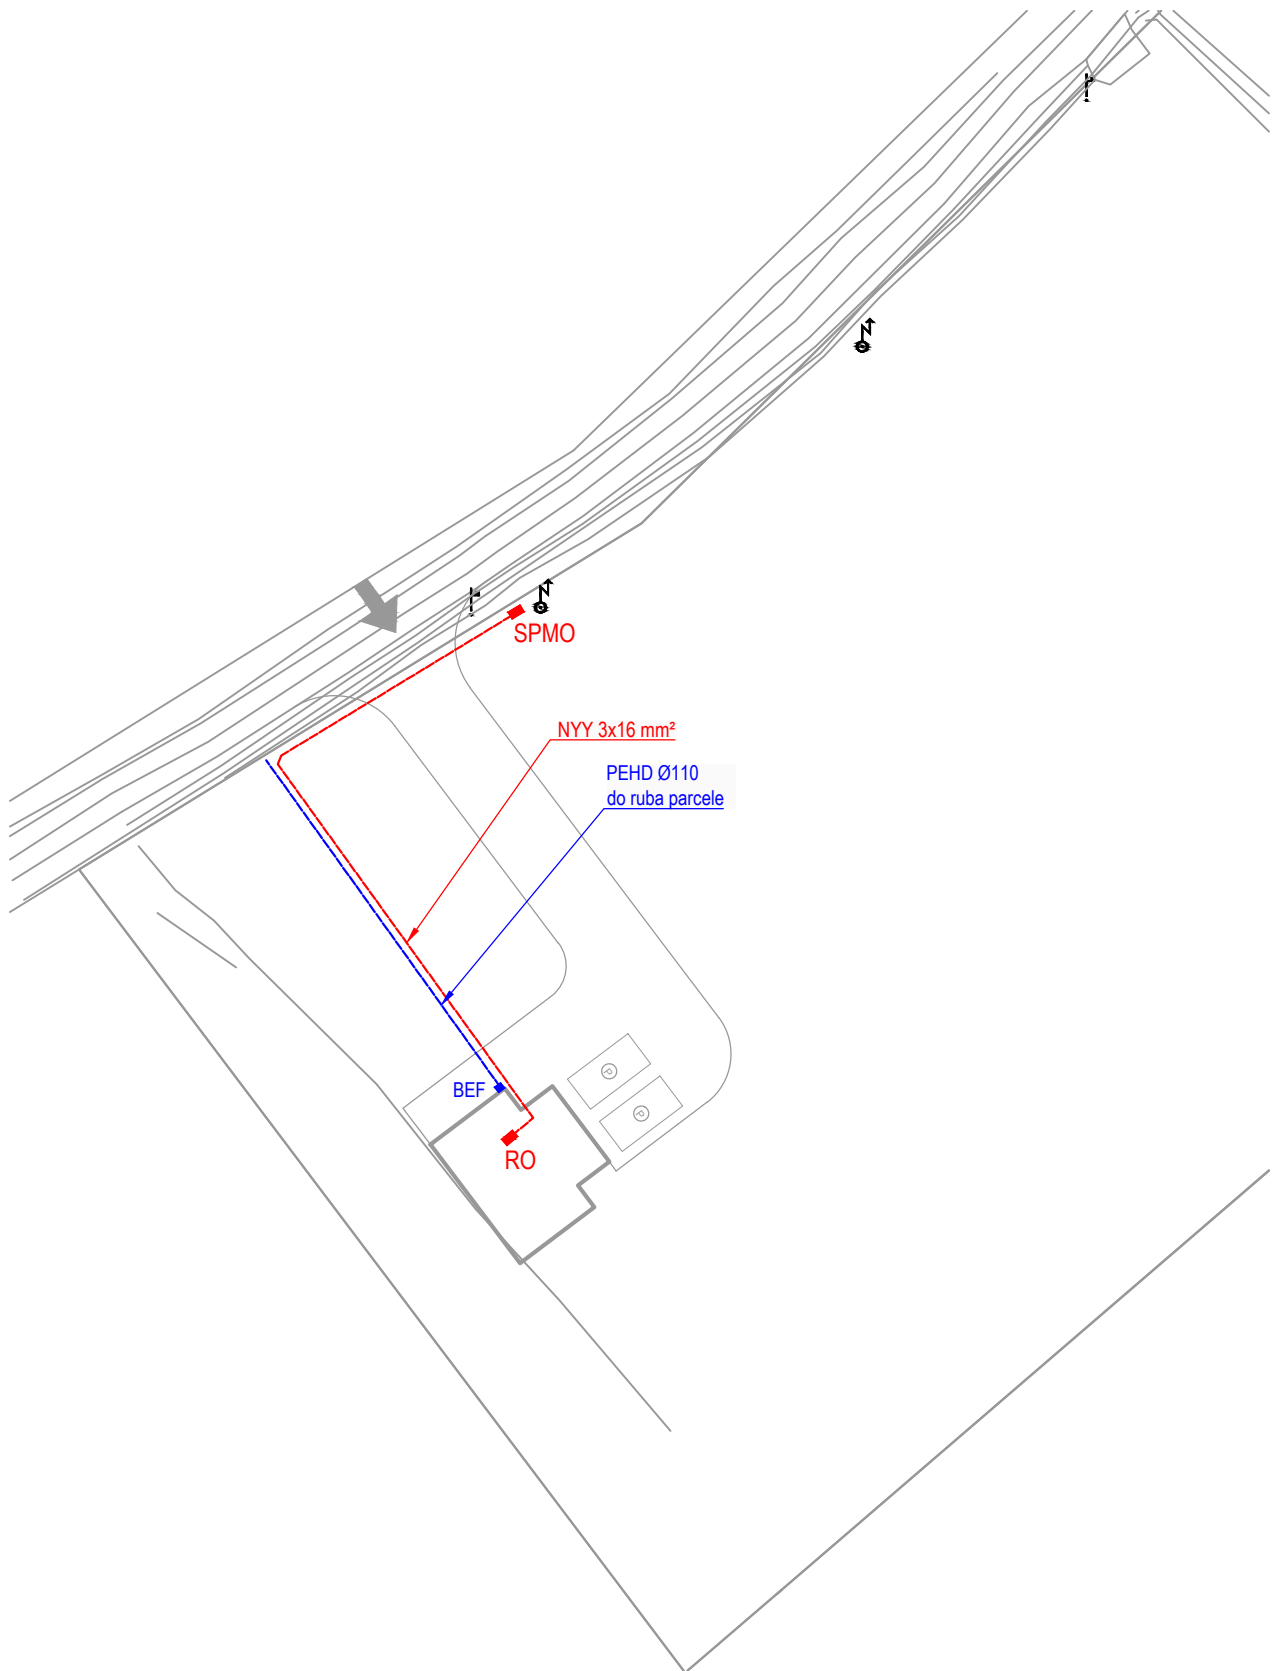 SPMO
NYY 3x16 mm²
PEHD Ø110
do ruba parcele
BEF
P
P
RO